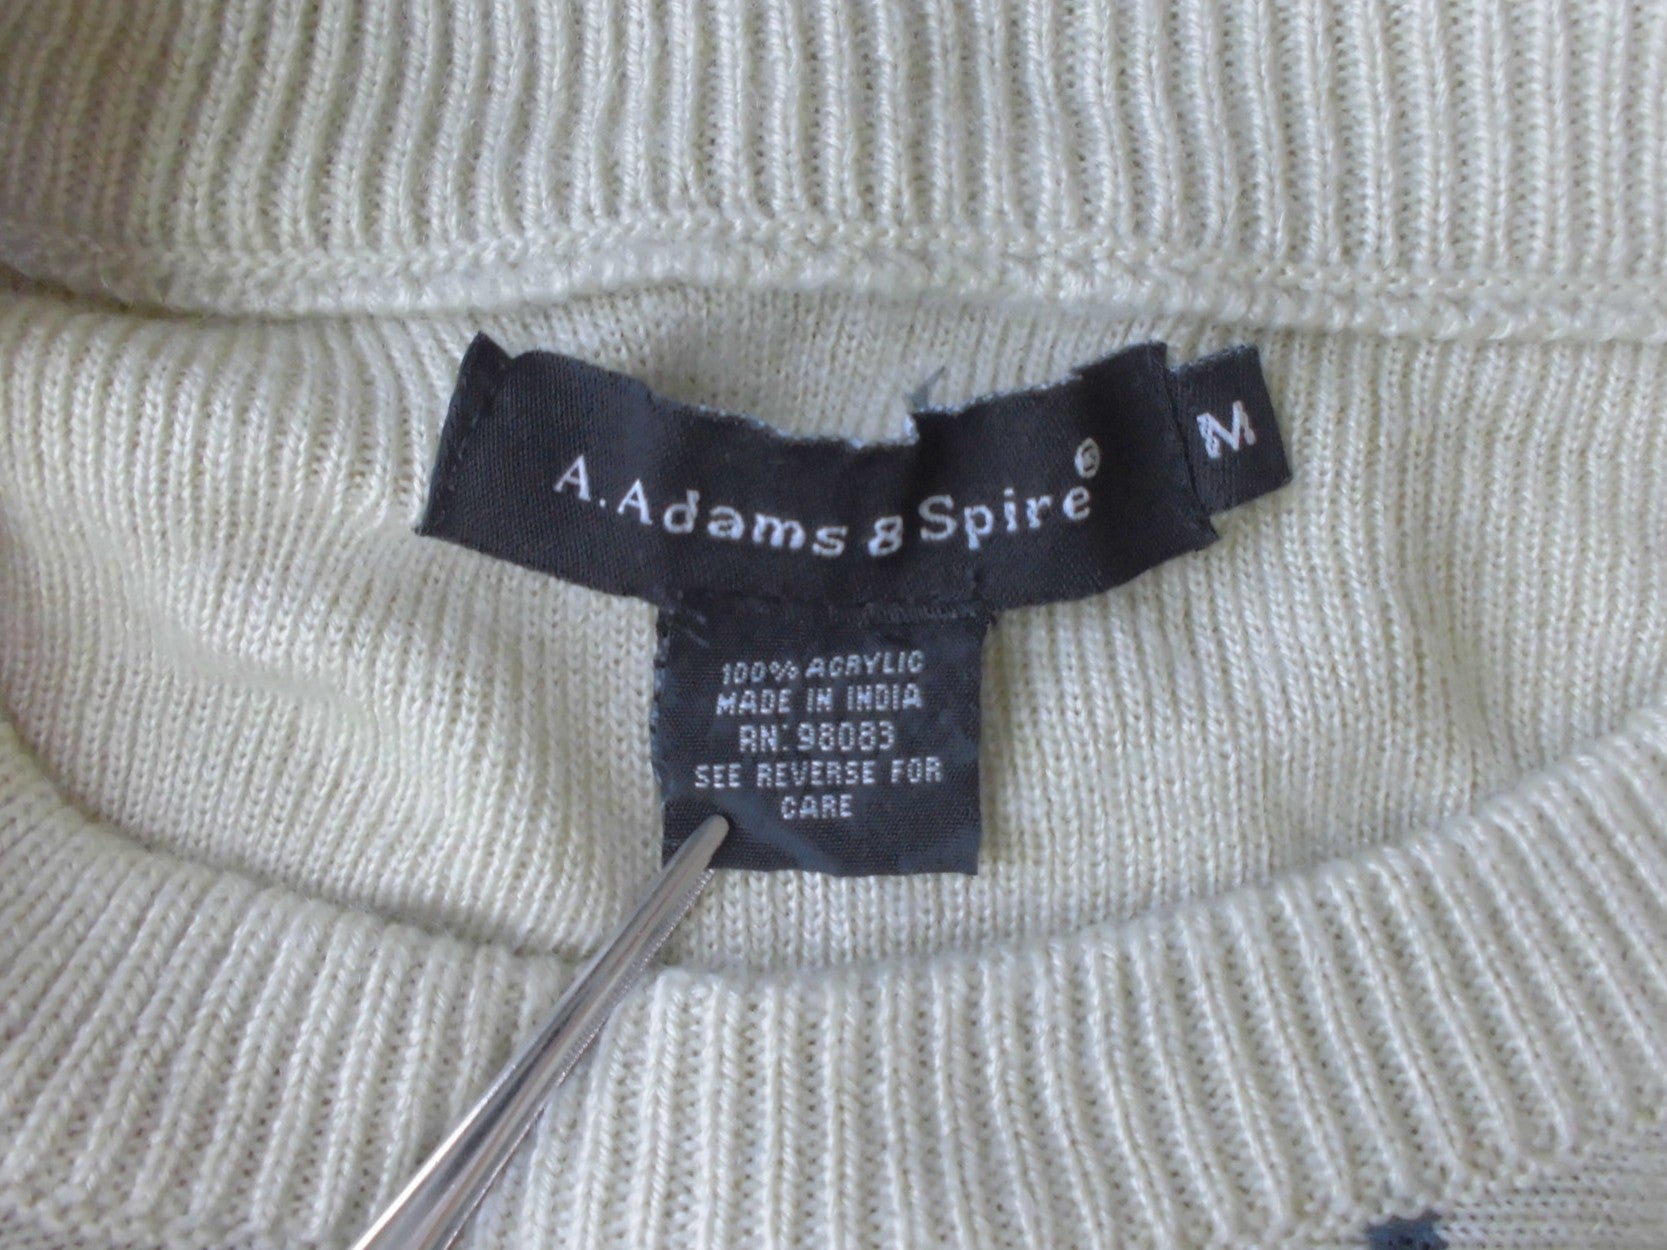 A. Adams & Spire®
M
100% ACRYLIC
MADE IN INDIA
RN: 98083
SEE REVERSE FOR
CARE